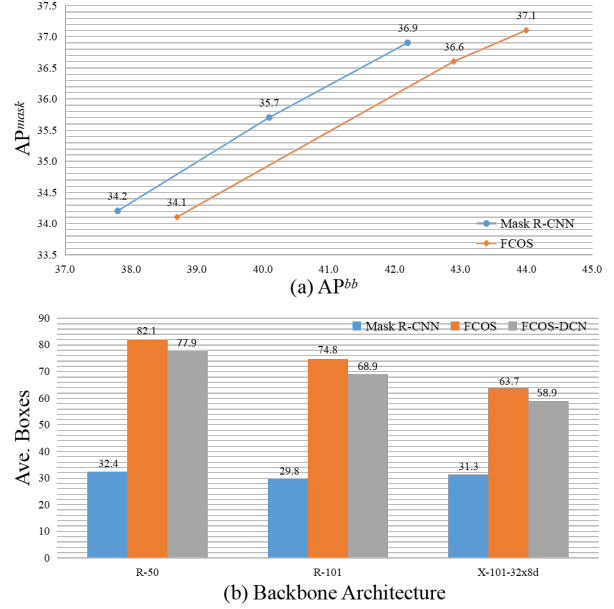 37.5
37.0
36.5
36.0
35.5
35.0
34.5
34.0
33.5
APmask
34.2
35.7
36.9
34.1
36.6
37.1
Mask R-CNN
FCOS
37.0 38.0 39.0 40.0 41.0 42.0 43.0 44.0 45.0
(a) APbb
90
80
70
60
50
40
30
20
10
0
Ave. Boxes
Mask R-CNN FCOS FCOS-DCN
32.4 82.1 77.9
29.8 74.8 68.9
31.3 63.7 58.9
R-50 R-101 X-101-32x8d
(b) Backbone Architecture